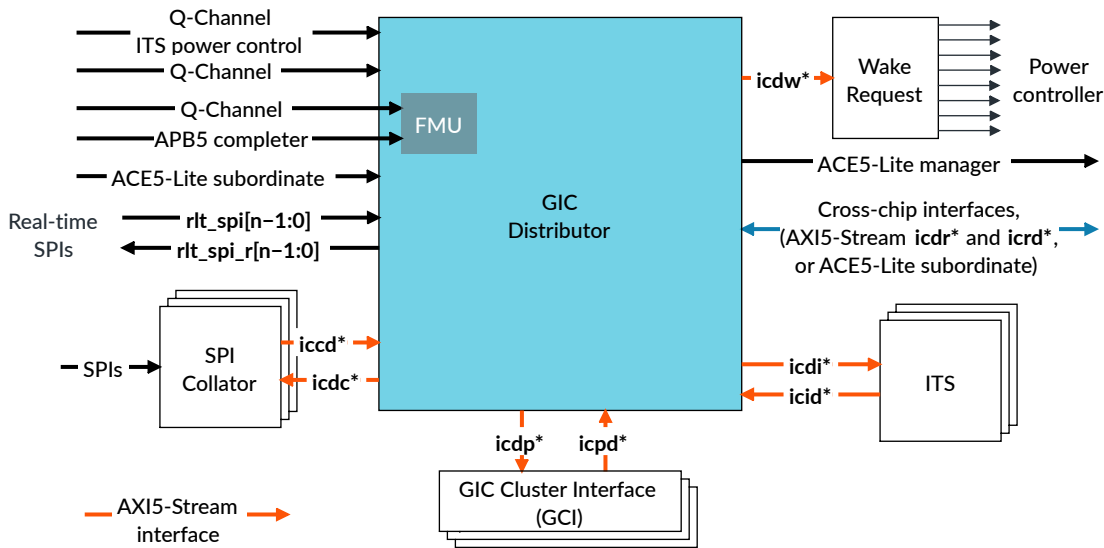 Q-Channel
ITS power control
Q-Channel
Q-Channel
APB5 completer
FMU
ACE5-Lite subordinate
Real-time
SPIs
rlt_spi[n−1:0]
rlt_spi_r[n−1:0]
GIC
Distributor
icdw*
Wake
Request
Power
controller
ACE5-Lite manager
Cross-chip interfaces,
(AXI5-Stream icdr* and icrd*,
or ACE5-Lite subordinate)
SPIs
SPI
Collator
iccd*
icdc*
icdi*
icid*
ITS
icdp*
icpd*
GIC Cluster Interface
(GCI)
AXI5-Stream
interface